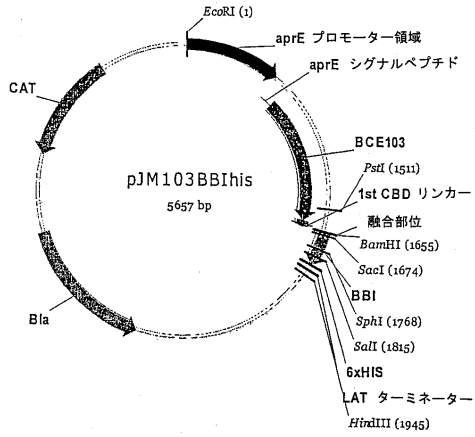 EcoRI (1)
aprE プロモーター領域
aprE シグナルペプチド
CAT
BCE103
PstI (1511)
pJM103BBIhis
5657 bp
1st CBD リンカー
融合部位
BamHI (1655)
SacI (1674)
BBI
Bla
SphI (1768)
SalI (1815)
6xHIS
LAT ターミネーター
HindIII (1945)